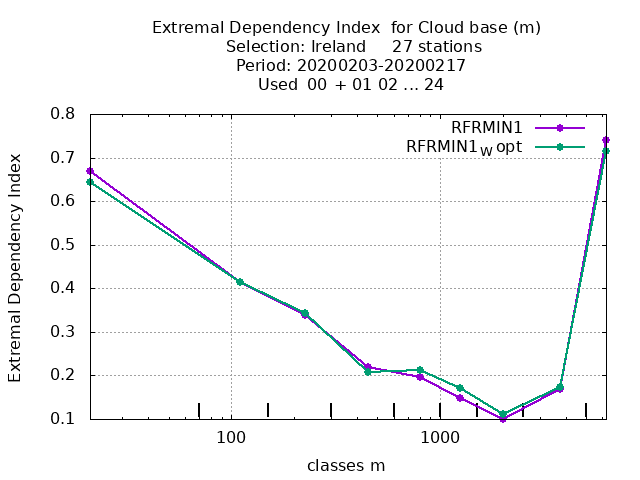 Extremal Dependency Index  for Cloud base (m)
Selection: Ireland     27 stations
Period: 20200203-20200217
Used  00  + 01 02 ... 24
RFRMIN1
RFRMIN1W opt
Extremal Dependency Index
0.8
0.7
0.6
0.5
0.4
0.3
0.2
0.1
100
1000
classes m